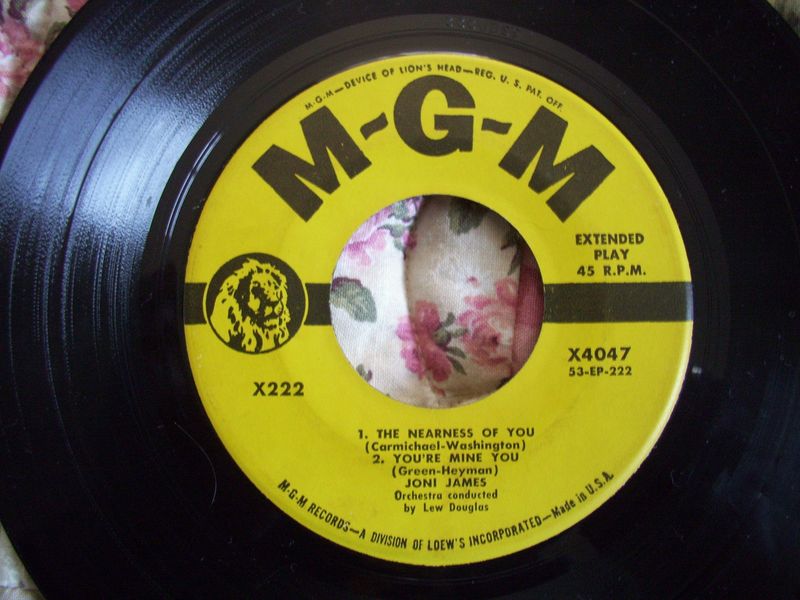 M-G-M—DEVICE OF LION'S HEAD—REG. U. S. PAT. OFF.
M-G-M
EXTENDED
PLAY
45 R.P.M.
X4047
53-EP-222
X222
1. THE NEARNESS OF YOU
(Carmichael-Washington)
2. YOU'RE MINE YOU
(Green-Heyman)
JONI JAMES
Orchestra conducted
by Lew Douglas
M-G-M RECORDS—A DIVISION OF LOEW'S INCORPORATED—Made in U.S.A.